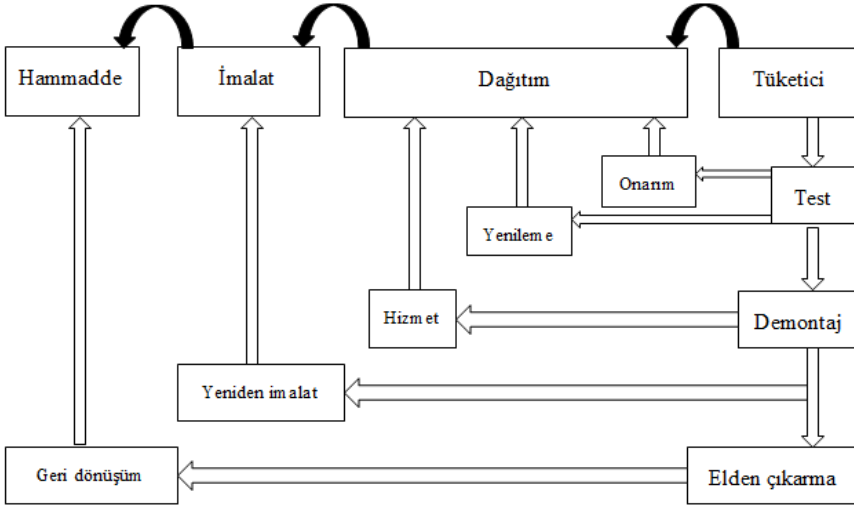 Hammadde
İmalat
Dağıtım
Tüketici
Onarım
Test
Yenileme
Hizmet
Demontaj
Yeniden imalat
Geri dönüşüm
Elden çıkarma